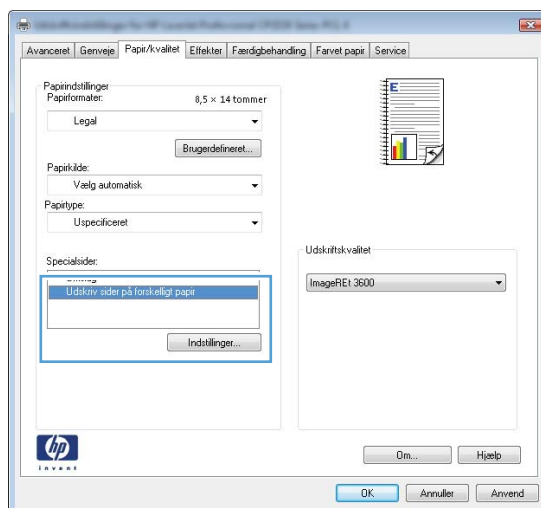 Avanceret Genveje Papir/kvalitet Effekter Færdigbehandling Farvet papir Service
Papirindstillinger
Papirformater: 8,5 × 14 tommer
Legal
Brugerdefineret...
Papirkilde:
Vælg automatisk
Papirtype:
Uspecificeret
Specialsider:
Udskriv sider på forskelligt papir
Indstillinger...
E
Udskriftskvalitet
ImageREt 3600
hp
invent
Om... Hjælp
OK Annuller Anvend